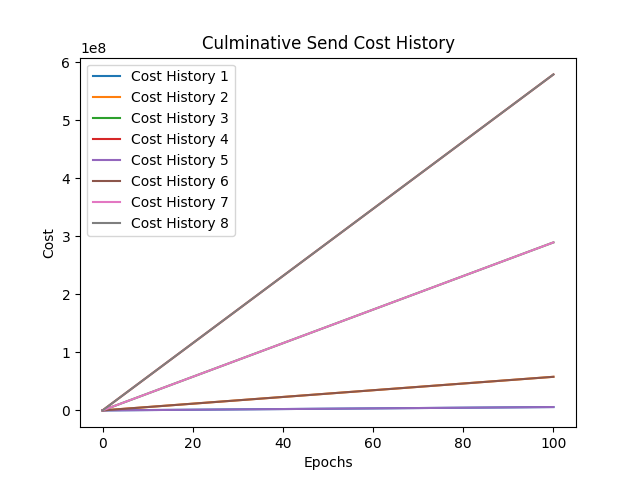 Culminative Send Cost History
1e8
Cost History 1
Cost History 2
Cost History 3
Cost History 4
Cost History 5
Cost History 6
Cost History 7
Cost History 8
6
5
4
3
2
1
0
Cost
0 20 40 60 80 100
Epochs